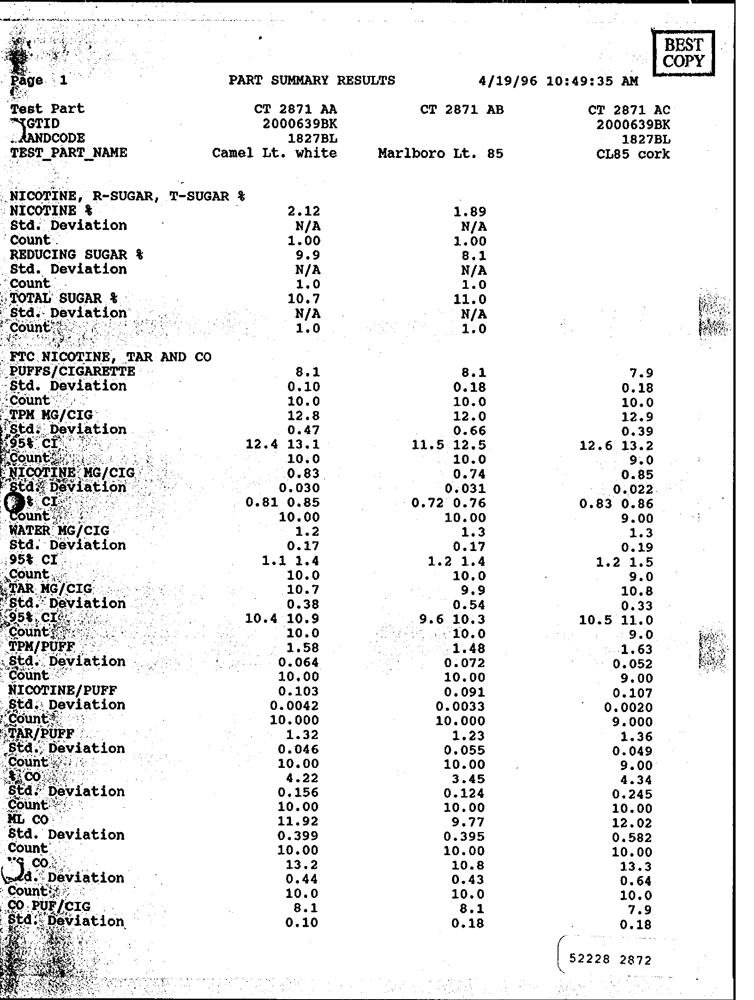 BEST
COPY
Page 1 PART SUMMARY RESULTS 4/19/96 10:49:35 AM
Test Part CT 2871 AA CT 2871 AB CT 2871 AC
GTID 2000639BK 2000639BK
ANDCODE 1827BL 1827BL
TEST_PART_NAME Camel Lt. white Marlboro Lt. 85 CL85 cork
NICOTINE, R-SUGAR, T-SUGAR %
NICOTINE % 2.12 1.89
Std. Deviation N/A N/A
Count 1.00 1.00
REDUCING SUGAR % 9.9 8.1
Std. Deviation N/A N/A
Count 1.0 1.0
TOTAL SUGAR % 10.7 11.0
Std. Deviation N/A N/A
Count 1.0 1.0
FTC NICOTINE, TAR AND CO
PUFFS/CIGARETTE 8.1 8.1 7.9
Std. Deviation 0.10 0.18 0.18
Count 10.0 10.0 10.0
TPM MG/CIG 12.8 12.0 12.9
Std. Deviation 0.47 0.66 0.39
95% CI 12.4 13.1 11.5 12.5 12.6 13.2
Count 10.0 10.0 9.0
NICOTINE MG/CIG 0.83 0.74 0.85
Std. Deviation 0.030 0.031 0.022
% CI 0.81 0.85 0.72 0.76 0.83 0.86
Count 10.00 10.00 9.00
WATER MG/CIG 1.2 1.3 1.3
Std. Deviation 0.17 0.17 0.19
95% CI 1.1 1.4 1.2 1.4 1.2 1.5
Count 10.0 10.0 9.0
TAR MG/CIG 10.7 9.9 10.8
Std. Deviation 0.38 0.54 0.33
95% CI 10.4 10.9 9.6 10.3 10.5 11.0
Count 10.0 10.0 9.0
TPM/PUFF 1.58 1.48 1.63
Std. Deviation 0.064 0.072 0.052
Count 10.00 10.00 9.00
NICOTINE/PUFF 0.103 0.091 0.107
Std. Deviation 0.0042 0.0033 0.0020
Count 10.000 10.000 9.000
TAR/PUFF 1.32 1.23 1.36
Std. Deviation 0.046 0.055 0.049
Count 10.00 10.00 9.00
% CO 4.22 3.45 4.34
Std. Deviation 0.156 0.124 0.245
Count 10.00 10.00 10.00
ML CO 11.92 9.77 12.02
Std. Deviation 0.399 0.395 0.582
Count 10.00 10.00 10.00
CO 13.2 10.8 13.3
d. Deviation 0.44 0.43 0.64
Count 10.0 10.0 10.0
CO PUF/CIG 8.1 8.1 7.9
Std. Deviation 0.10 0.18 0.18
52228 2872